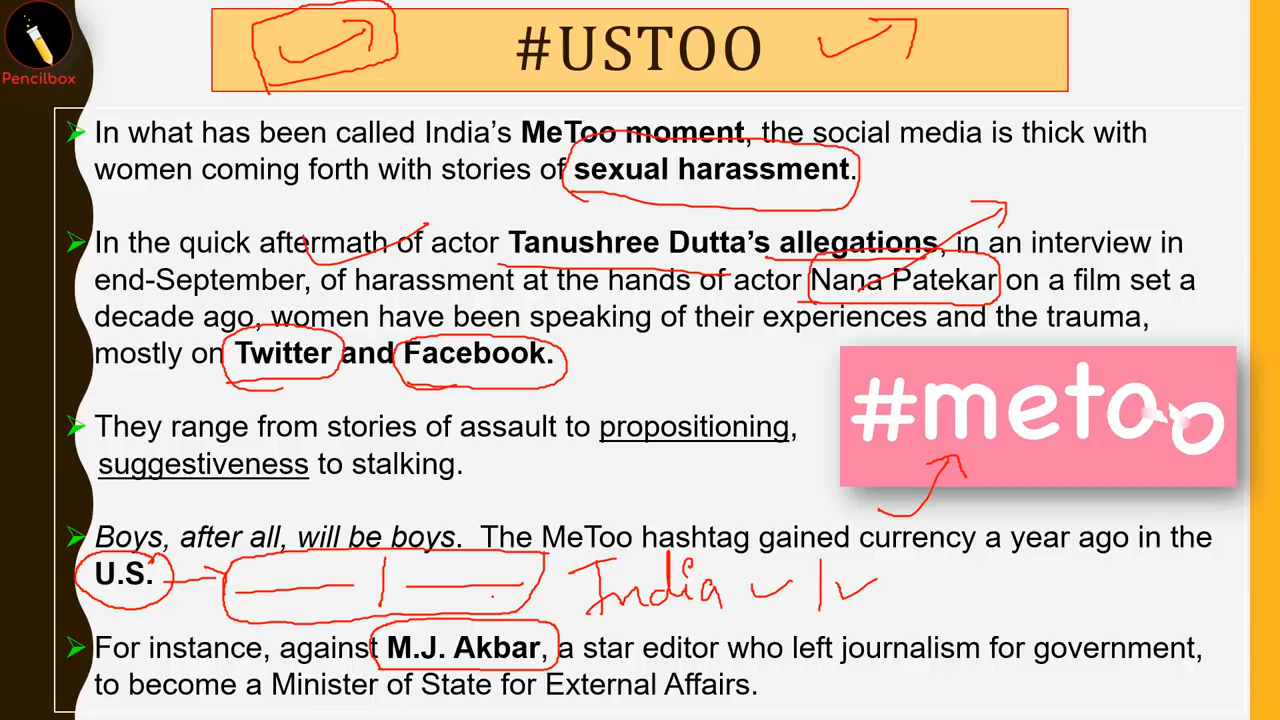 Pencilbox
#USTOO
In what has been called India's MeToo moment, the social media is thick with
women coming forth with stories of sexual harassment.
In the quick aftermath of actor Tanushree Dutta's allegations, in an interview in
end-September, of harassment at the hands of actor Nana Patekar on a film set a
decade ago, women have been speaking of their experiences and the trauma,
mostly on Twitter and Facebook.
#metoo
They range from stories of assault to propositioning,
suggestiveness to stalking.
Boys, after all, will be boys. The MeToo hashtag gained currency a year ago in the
U.S.
India
For instance, against M.J. Akbar, a star editor who left journalism for government,
to become a Minister of State for External Affairs.